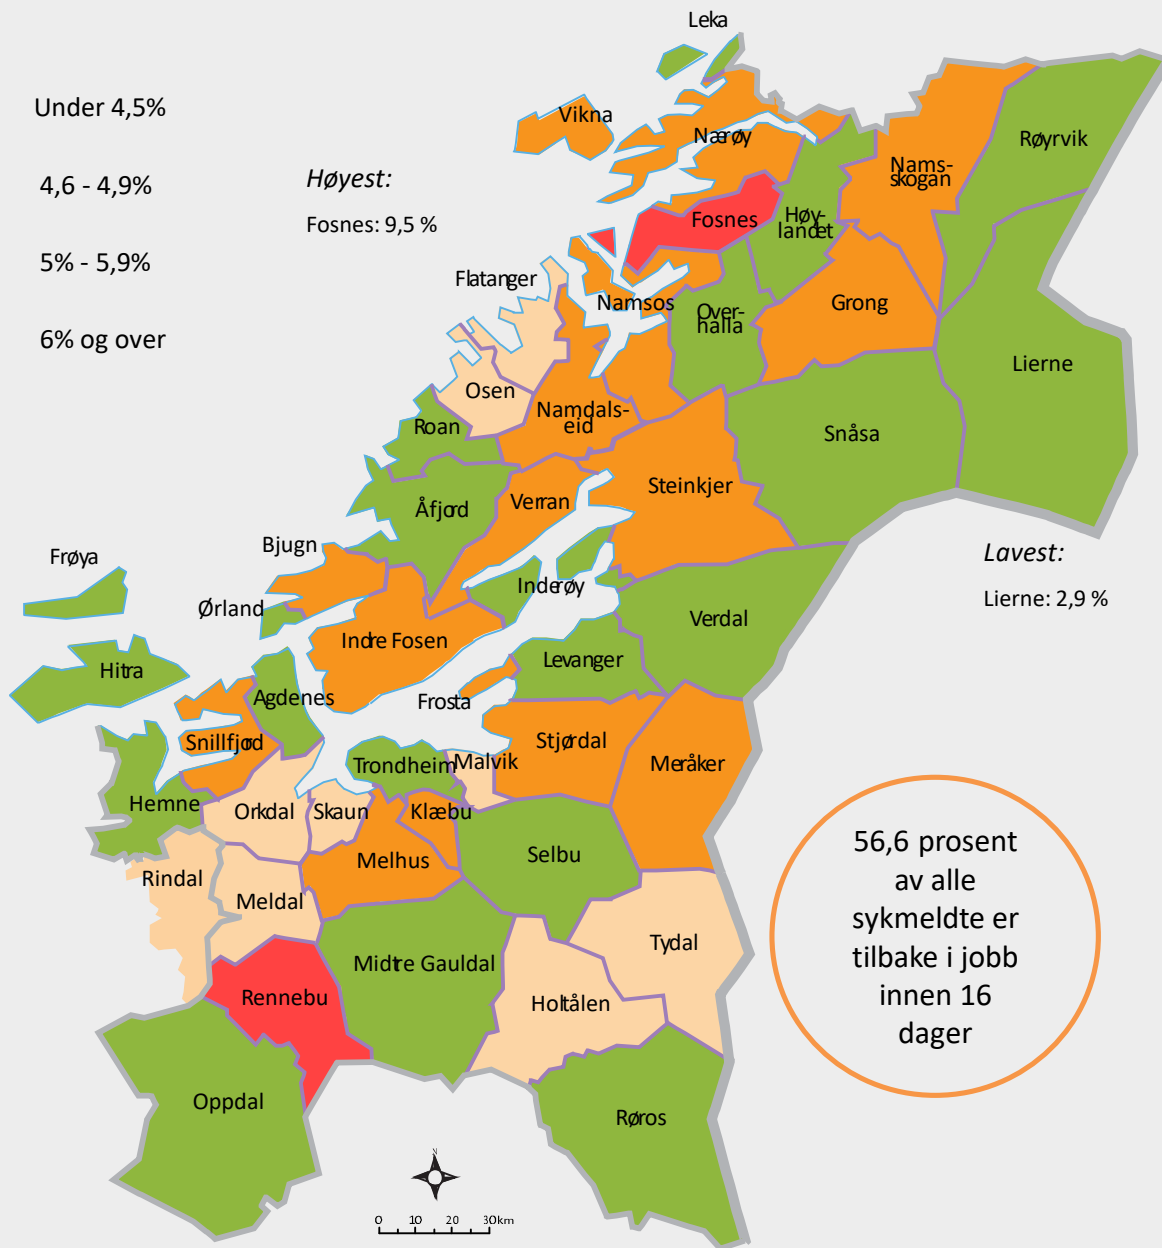 Leka
Under 4,5%
4,6 - 4,9%
5% - 5,9%
6% og over
Høyest:
Fosnes: 9,5 %
Vikna
Nærøy
Røyrvik
Nams-
skogan
Fosnes
Høy-
landet
Flatanger
Namsos
Over-
halla
Grong
Lierne
Osen
Namdals-
eid
Roan
Snåsa
Steinkjer
Verran
Åfjord
Bjugn
Frøya
Lavest:
Lierne: 2,9 %
Inderøy
Ørland
Verdal
Indre Fosen
Levanger
Hitra
Agdenes
Frosta
Snillfjord
Stjørdal
Trondheim
Malvik
Meråker
Hemne
Orkdal
Skaun
Klæbu
Melhus
Selbu
Rindal
Meldal
Tydal
Midtre Gauldal
Rennebu
Holtålen
Oppdal
Røros
56,6 prosent
av alle
sykmeldte er
tilbake i jobb
innen 16
dager
N
0 10 20 30km